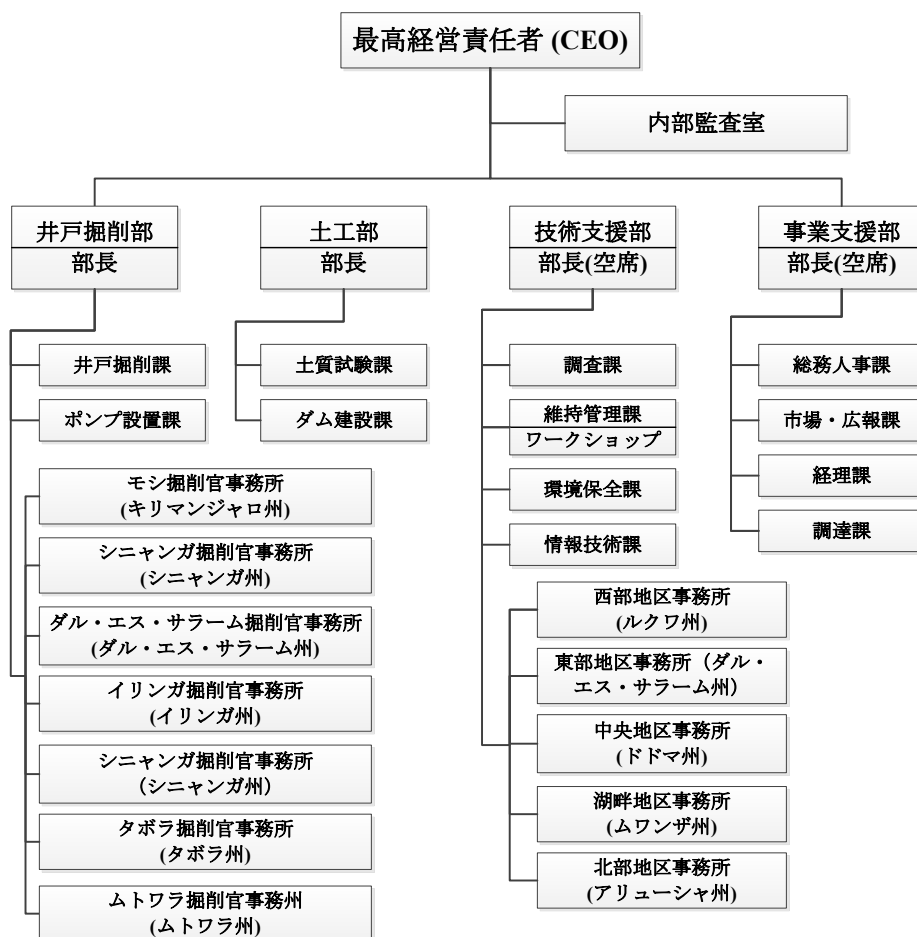 最高経営責任者 (CEO)
内部監査室
井戸掘削部
部長
土工部
部長
技術支援部
部長(空席)
事業支援部
部長(空席)
井戸掘削課
ポンプ設置課
モシ掘削官事務所
(キリマンジャロ州)
シニャンガ掘削官事務所
(シニャンガ州)
ダル・エス・サラーム掘削官事務所
(ダル・エス・サラーム州)
イリンガ掘削官事務所
(イリンガ州)
シニャンガ掘削官事務所
（シニャンガ州）
タボラ掘削官事務所
(タボラ州)
ムトワラ掘削官事務州
(ムトワラ州)
土質試験課
ダム建設課
調査課
維持管理課
ワークショップ
環境保全課
情報技術課
西部地区事務所
(ルクワ州)
東部地区事務所（ダル・
エス・サラーム州）
中央地区事務所
(ドドマ州)
湖畔地区事務所
(ムワンザ州)
北部地区事務所
(アリューシャ州)
総務人事課
市場・広報課
経理課
調達課